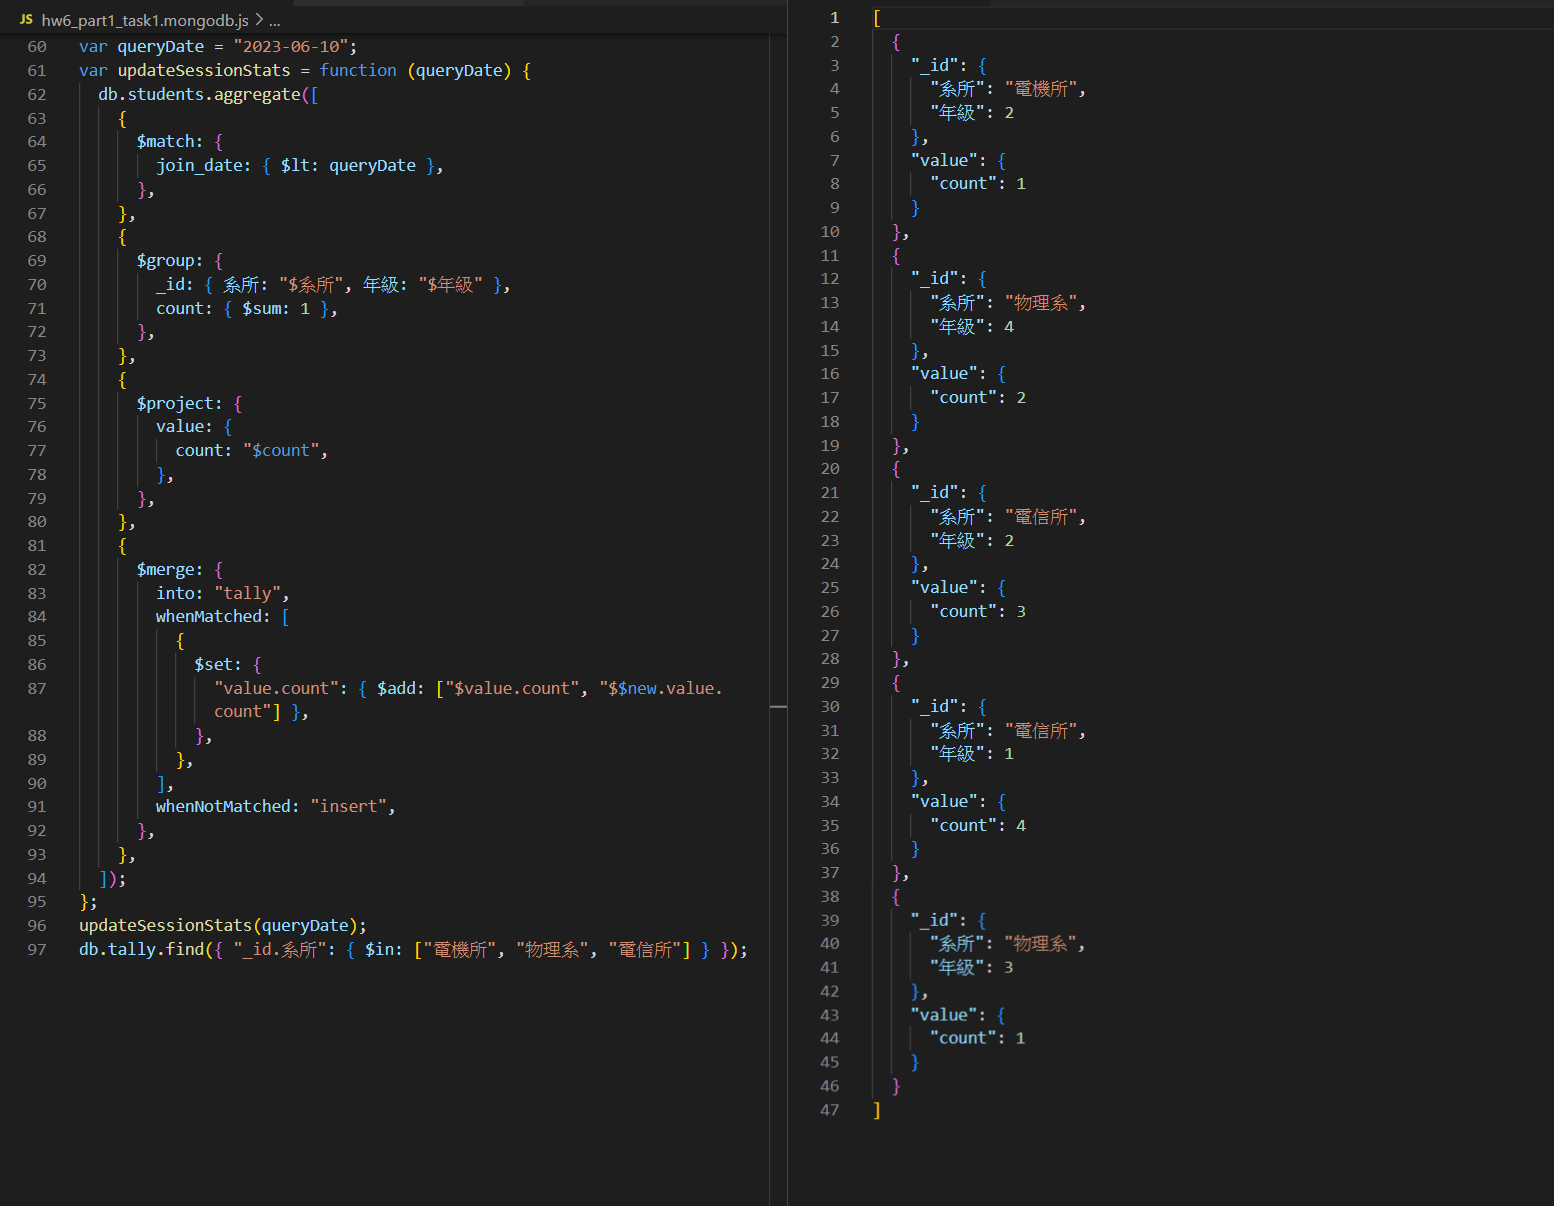 JS hw6_part1_task1.mongodb.js > ...
60 var queryDate = "2023-06-10";
61 var updateSessionStats = function (queryDate) {
62 db.students.aggregate([
63 {
64 $match: {
65 join_date: { $lt: queryDate },
66 },
67 },
68 {
69 $group: {
70 _id: { 系所: "$系所", 年級: "$年級" },
71 count: { $sum: 1 },
72 },
73 },
74 {
75 $project: {
76 value: {
77 count: "$count",
78 },
79 },
80 },
81 {
82 $merge: {
83 into: "tally",
84 whenMatched: [
85 {
86 $set: {
87 "value.count": { $add: ["$value.count", "$$new.value.
count"] },
88 },
89 },
90 ],
91 whenNotMatched: "insert",
92 },
93 },
94 ]);
95 };
96 updateSessionStats(queryDate);
97 db.tally.find({ "_id.系所": { $in: ["電機所", "物理系", "電信所"] } });
1 [
2 {
3 "_id": {
4 "系所": "電機所",
5 "年級": 2
6 },
7 "value": {
8 "count": 1
9 }
10 },
11 {
12 "_id": {
13 "系所": "物理系",
14 "年級": 4
15 },
16 "value": {
17 "count": 2
18 }
19 },
20 {
21 "_id": {
22 "系所": "電信所",
23 "年級": 2
24 },
25 "value": {
26 "count": 3
27 }
28 },
29 {
30 "_id": {
31 "系所": "電信所",
32 "年級": 1
33 },
34 "value": {
35 "count": 4
36 }
37 },
38 {
39 "_id": {
40 "系所": "物理系",
41 "年級": 3
42 },
43 "value": {
44 "count": 1
45 }
46 }
47 ]